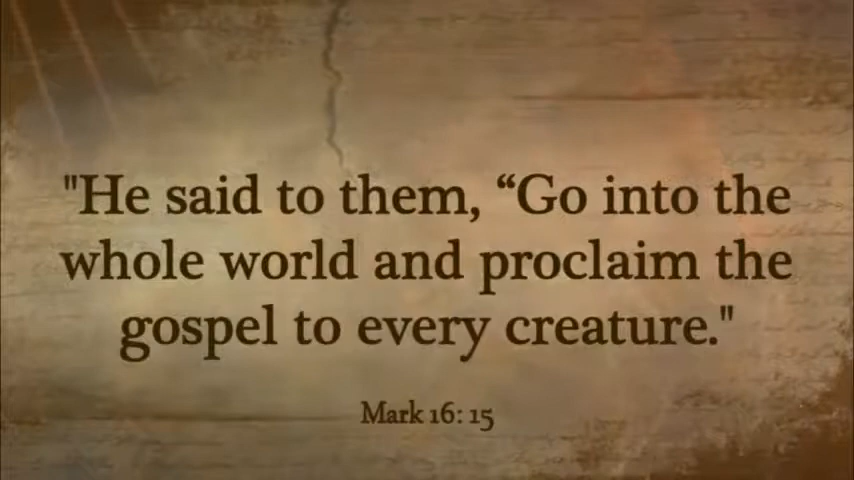 "He said to them, “Go into the
whole world and proclaim the
gospel to every creature."
Mark 16: 15